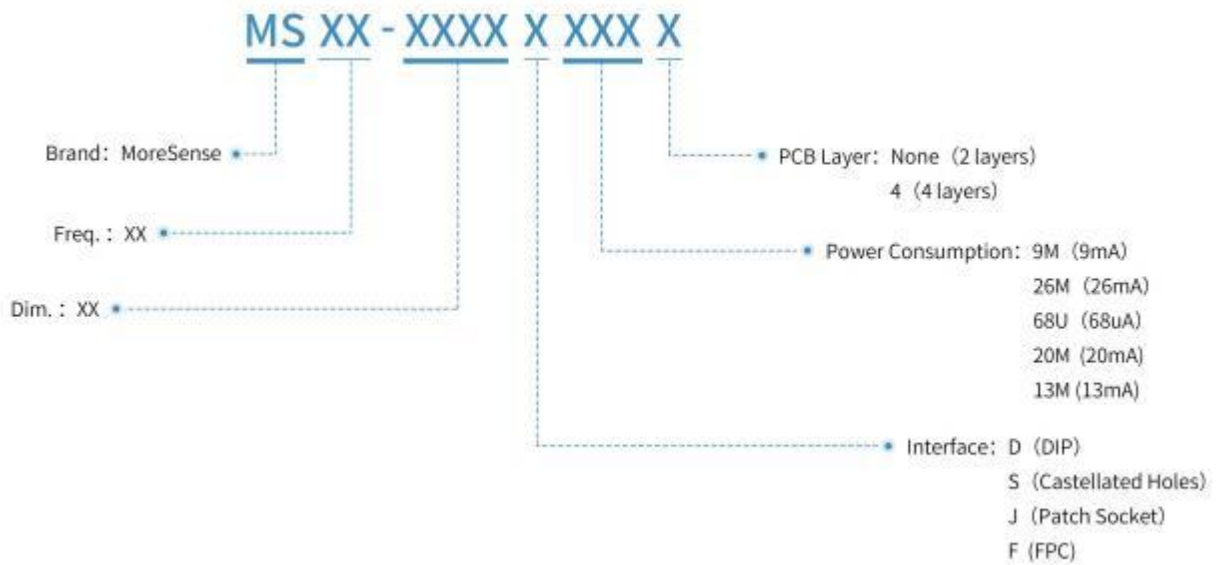 MS XX - XXXX X XXX X
Brand：MoreSense
PCB Layer：None（2 layers）
4（4 layers）
Freq.：XX
Power Consumption：9M（9mA）
26M（26mA）
68U（68uA）
20M (20mA)
13M (13mA)
Dim.：XX
Interface：D（DIP）
S（Castellated Holes）
J（Patch Socket）
F (FPC)